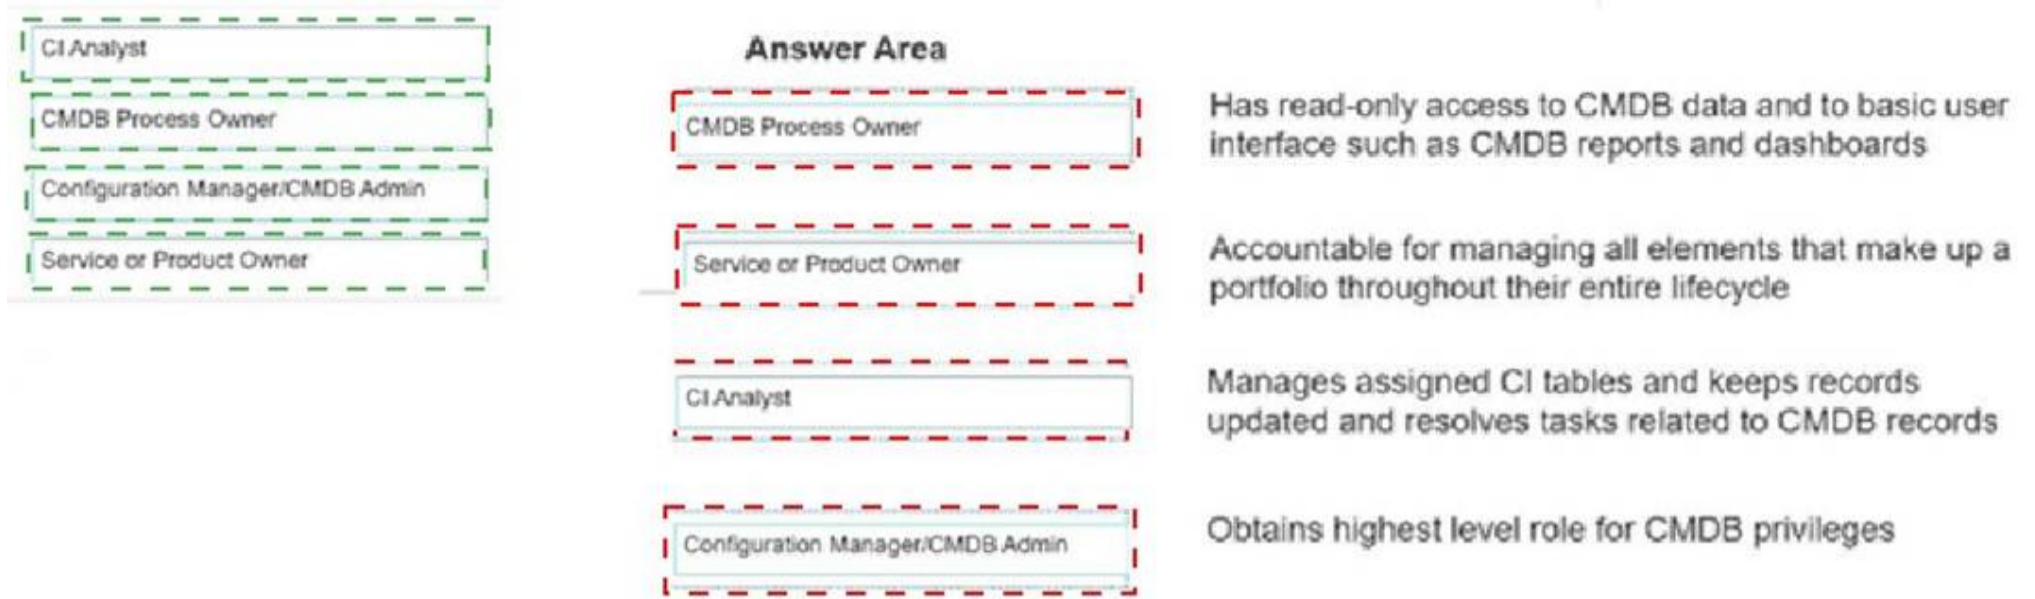 CI Analyst
CMDB Process Owner
Configuration Manager/CMDB Admin
Service or Product Owner
Answer Area
CMDB Process Owner
Has read-only access to CMDB data and to basic user
interface such as CMDB reports and dashboards
Service or Product Owner
Accountable for managing all elements that make up a
portfolio throughout their entire lifecycle
CI Analyst
Manages assigned CI tables and keeps records
updated and resolves tasks related to CMDB records
Configuration Manager/CMDB Admin
Obtains highest level role for CMDB privileges